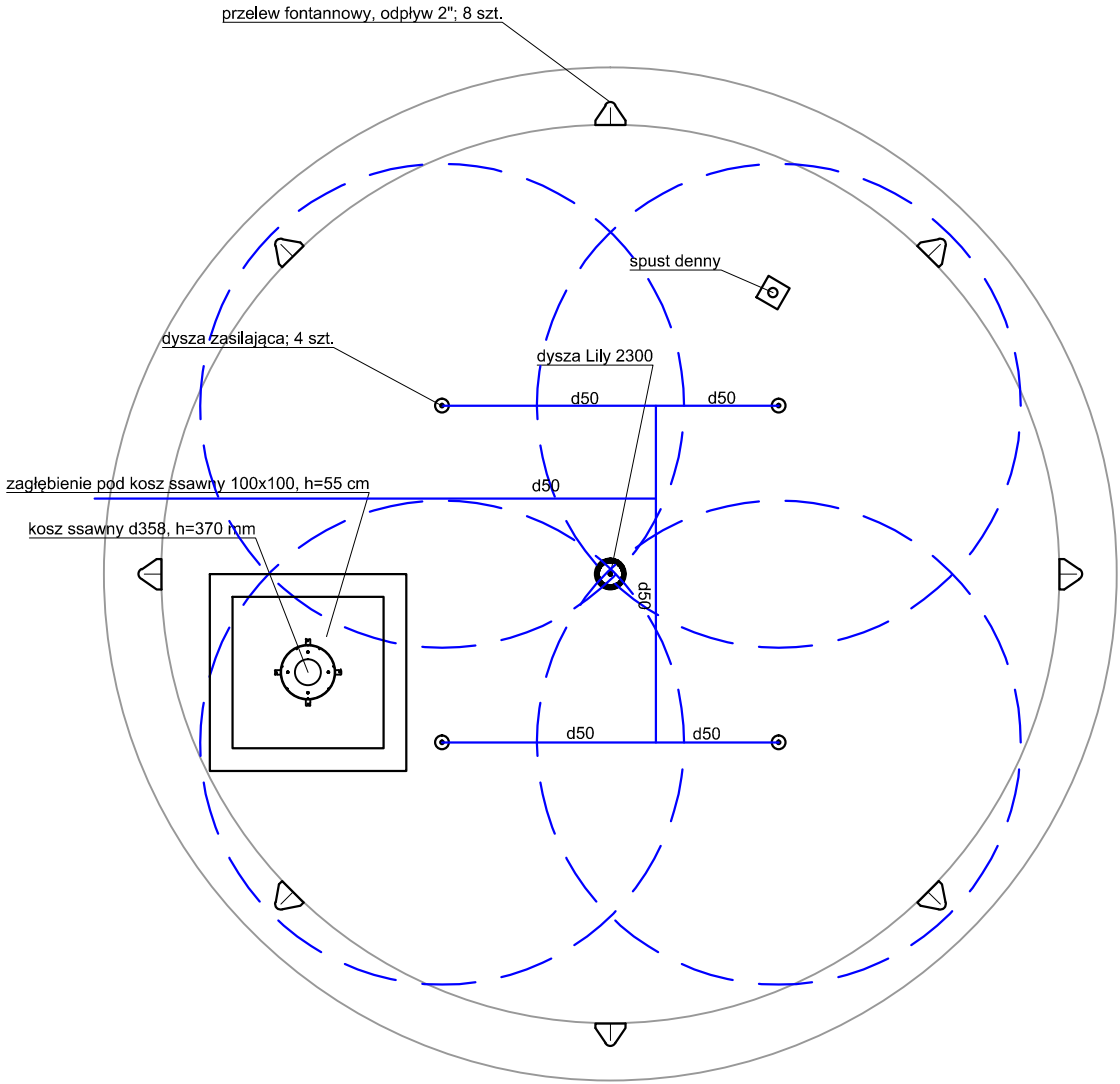 przelew fontannowy, odpływ 2"; 8 szt.
spust denny
dysza zasilająca; 4 szt.
dysza Lily 2300
d50
d50
zagłębienie pod kosz ssawny 100x100, h=55 cm
d50
kosz ssawny d358, h=370 mm
d50
d50
d50